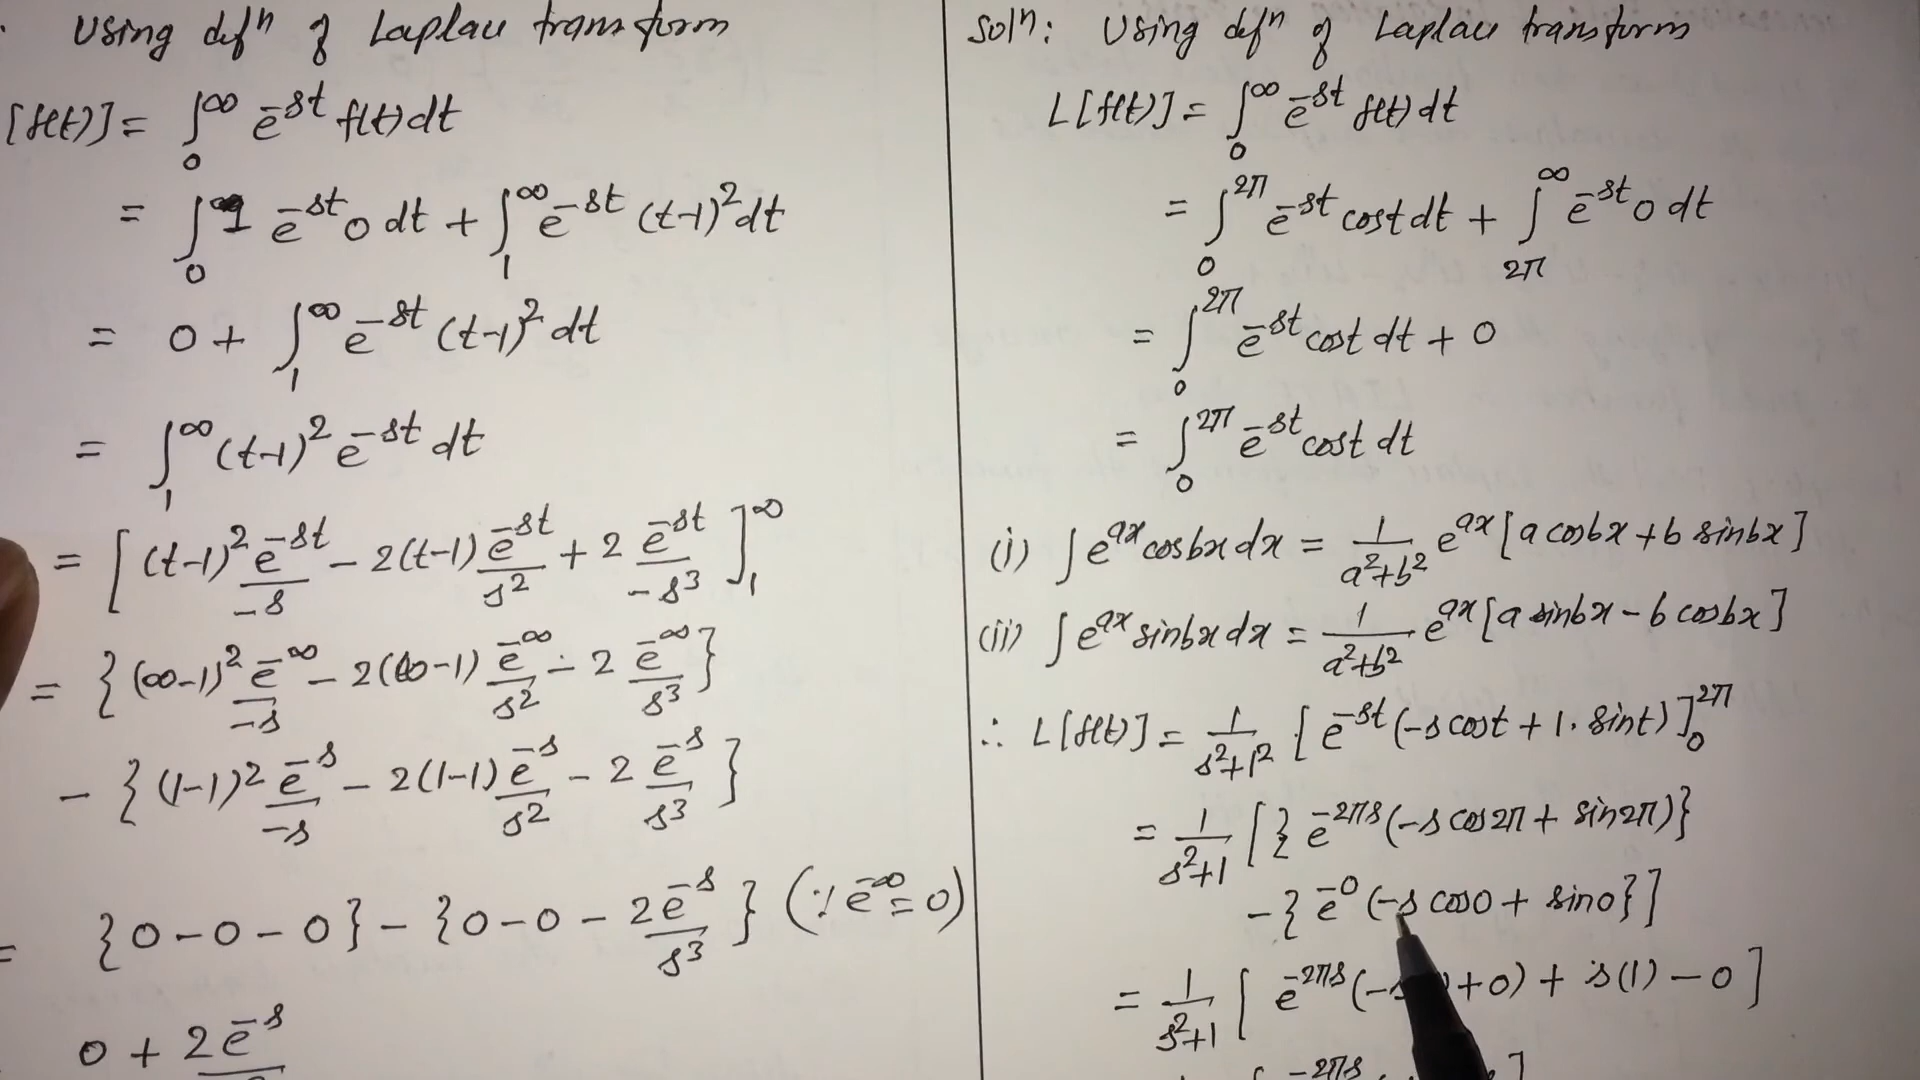 Using defⁿ of Laplace transform
[f(t)] = ∫₀^∞ e^-st f(t) dt
= ∫₀^1 e^-st 0 dt + ∫₁^∞ e^-st (t-1)² dt
= 0 + ∫₁^∞ e^-st (t-1)² dt
= ∫₁^∞ (t-1)² e^-st dt
= [ (t-1)² e^-st/-s - 2(t-1) e^-st/s² + 2 e^-st/-s³ ]₁^∞
= { (∞-1)² e^-∞/-s - 2(∞-1) e^-∞/s² - 2 e^-∞/s³ }
- { (1-1)² e^-s/-s - 2(1-1) e^-s/s² - 2 e^-s/s³ }
= {0-0-0} - {0-0- 2e^-s/s³ } (∵ e^-∞ = 0)
0 + 2e^-s
Solⁿ: Using defⁿ of Laplace transform
L[f(t)] = ∫₀^∞ e^-st f(t) dt
= ∫₀^2π e^-st cost dt + ∫_2π^∞ e^-st 0 dt
= ∫₀^2π e^-st cost dt + 0
= ∫₀^2π e^-st cost dt
(i) ∫ e^ax cosbx dx = 1/(a²+b²) e^ax [a cosbx + b sinbx]
(ii) ∫ e^ax sinbx dx = 1/(a²+b²) e^ax [a sinbx - b cosbx]
∴ L[f(t)] = 1/(s²+1²) [ e^-st (-s cost + 1. sint) ]₀^2π
= 1/(s²+1) [ { e^-2πs (-s cos2π + sin2π) }
- { e^-0 (-s cos0 + sin0 } ]
= 1/(s²+1) [ e^-2πs (-s +0) + s(1) - 0 ]
e^-2πs